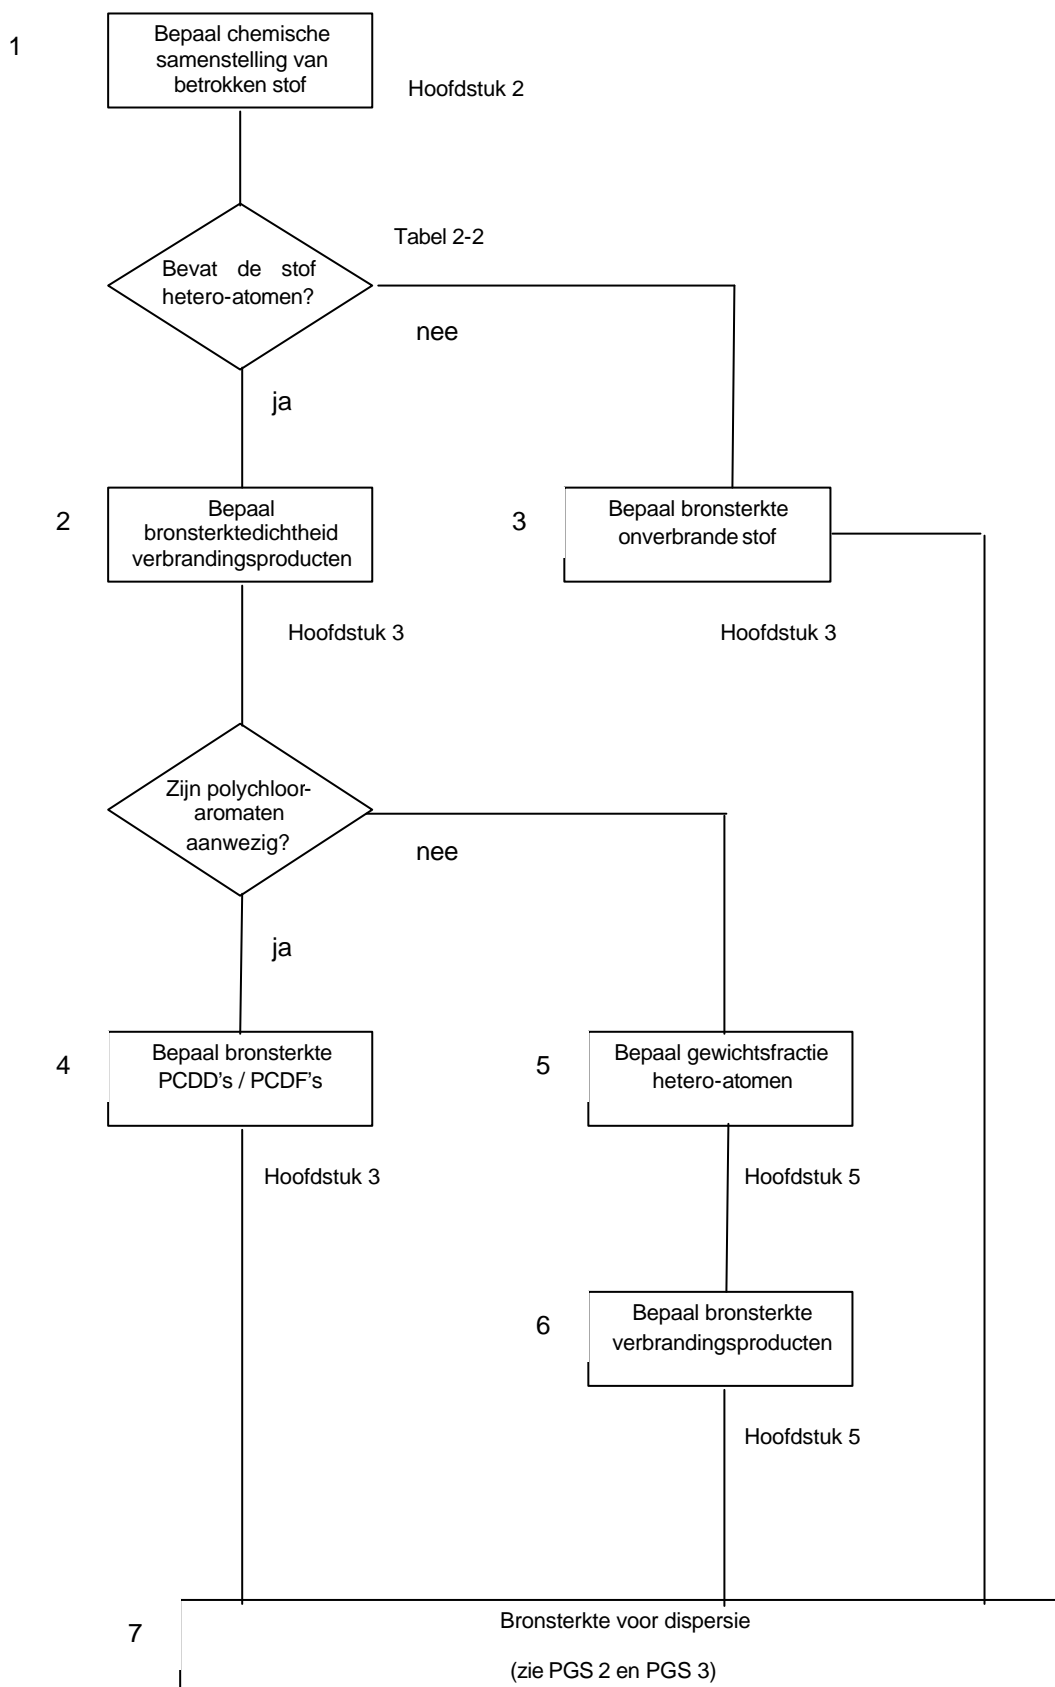 1
Bepaal chemische
samenstelling van
betrokken stof
Hoofdstuk 2
Tabel 2-2
Bevat de stof
hetero-atomen?
nee
ja
2
Bepaal
bronsterktedichtheid
verbrandingsproducten
3
Bepaal bronsterkte
onverbrande stof
Hoofdstuk 3
Hoofdstuk 3
Zijn polychloor-
aromaten
aanwezig?
nee
ja
4
Bepaal bronsterkte
PCDD's / PCDF's
5
Bepaal gewichtsfractie
hetero-atomen
Hoofdstuk 3
Hoofdstuk 5
6
Bepaal bronsterkte
verbrandingsproducten
Hoofdstuk 5
7
Bronsterkte voor dispersie
(zie PGS 2 en PGS 3)